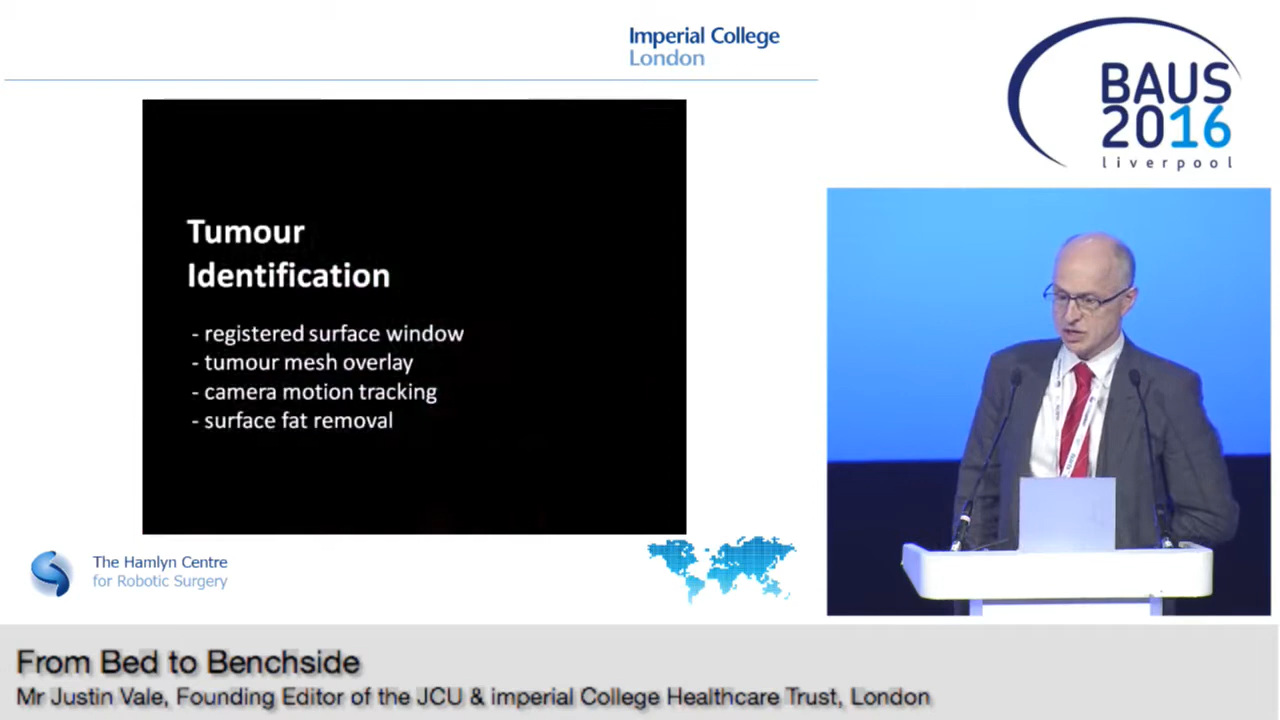 Imperial College
London
BAUS
2016
liverpool
Tumour
Identification
- registered surface window
- tumour mesh overlay
- camera motion tracking
- surface fat removal
The Hamlyn Centre
for Robotic Surgery
From Bed to Benchside
Mr Justin Vale, Founding Editor of the JCU & imperial College Healthcare Trust, London